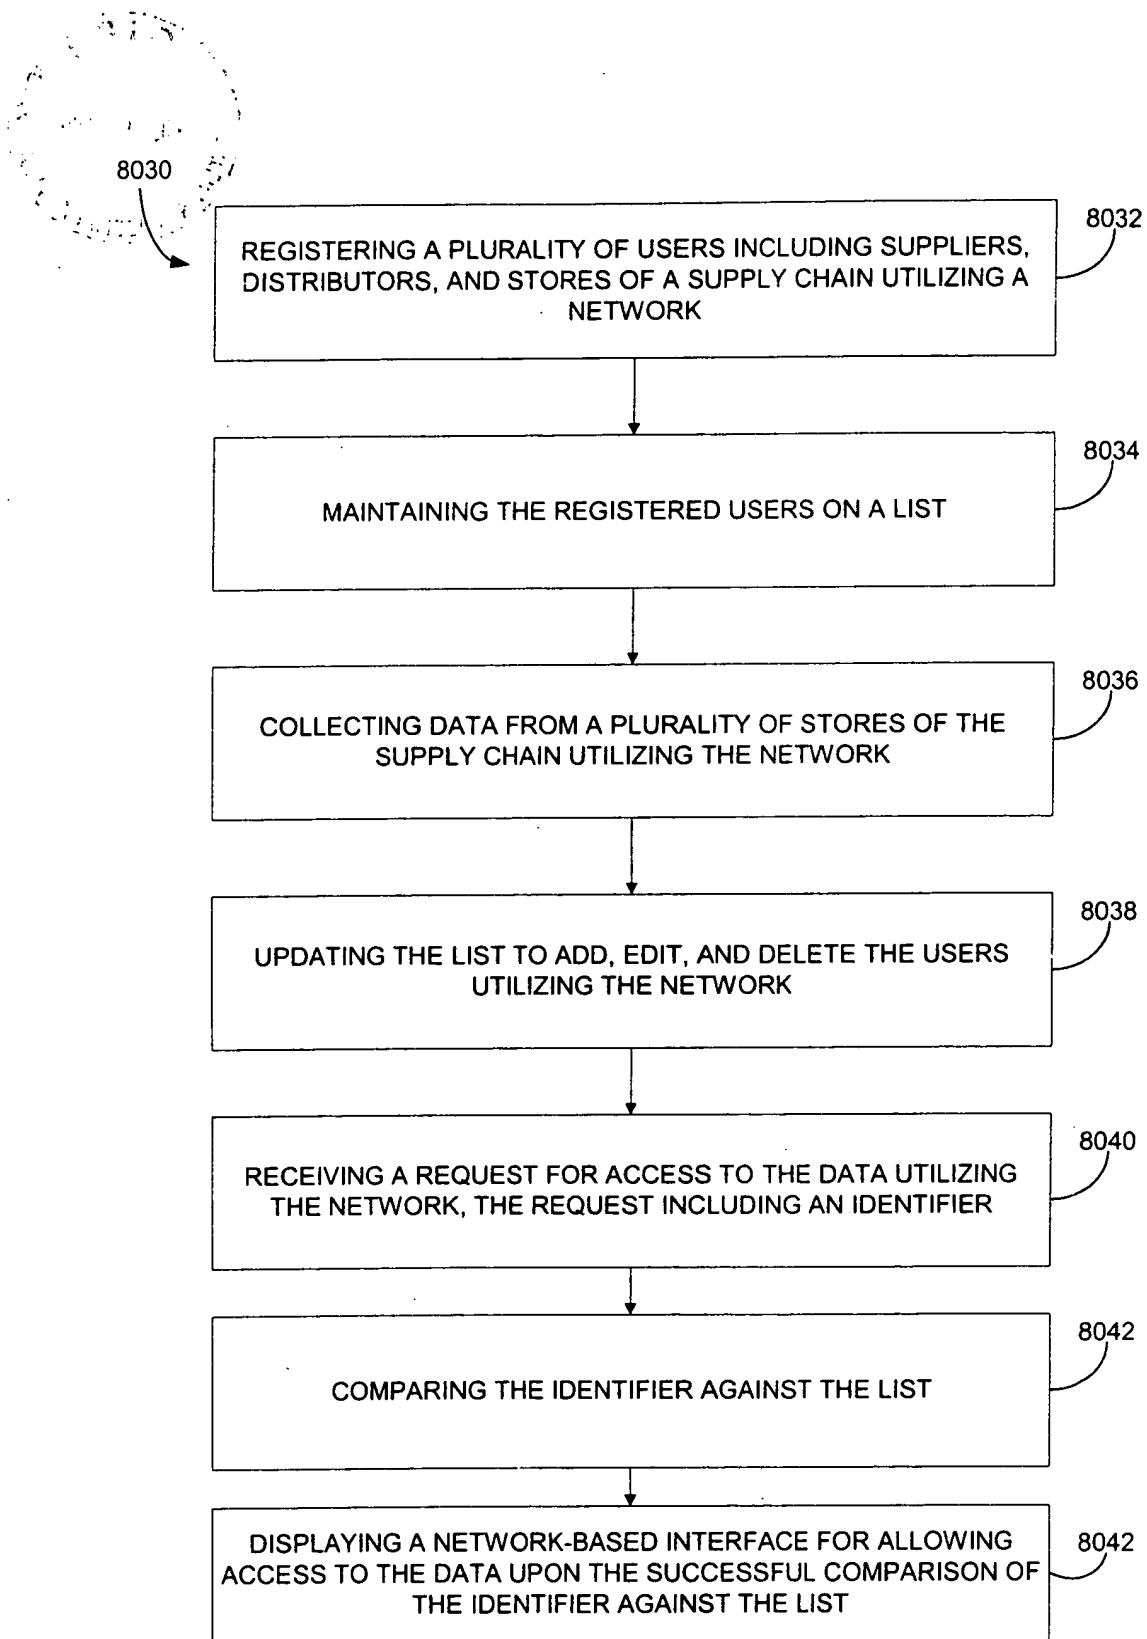 8030
8032
REGISTERING A PLURALITY OF USERS INCLUDING SUPPLIERS,
DISTRIBUTORS, AND STORES OF A SUPPLY CHAIN UTILIZING A
NETWORK
8034
MAINTAINING THE REGISTERED USERS ON A LIST
8036
COLLECTING DATA FROM A PLURALITY OF STORES OF THE
SUPPLY CHAIN UTILIZING THE NETWORK
8038
UPDATING THE LIST TO ADD, EDIT, AND DELETE THE USERS
UTILIZING THE NETWORK
8040
RECEIVING A REQUEST FOR ACCESS TO THE DATA UTILIZING
THE NETWORK, THE REQUEST INCLUDING AN IDENTIFIER
8042
COMPARING THE IDENTIFIER AGAINST THE LIST
8042
DISPLAYING A NETWORK-BASED INTERFACE FOR ALLOWING
ACCESS TO THE DATA UPON THE SUCCESSFUL COMPARISON OF
THE IDENTIFIER AGAINST THE LIST